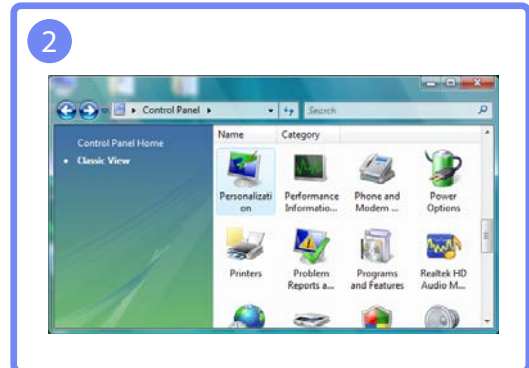 2
Control Panel
Search
Control Panel Home
Classic View
Name Category
Personalizati
on
Performance
Informatio...
Phone and
Modem ...
Power
Options
Printers
Problem
Reports a...
Programs
and Features
Realtek HD
Audio M...